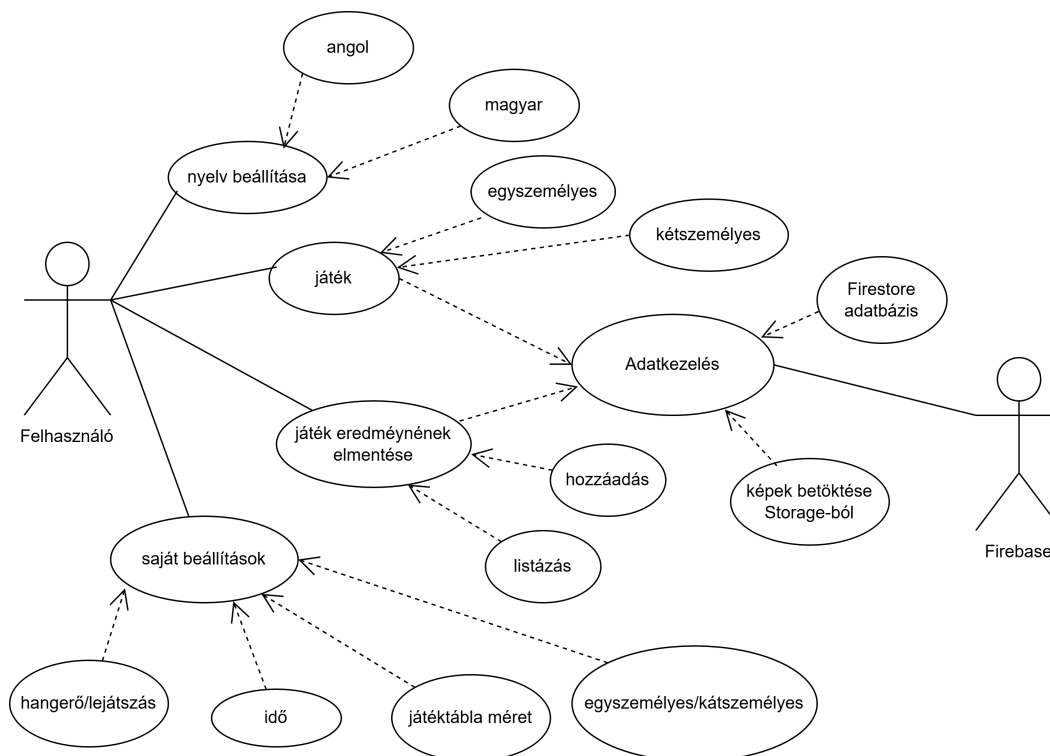 angol
magyar
nyelv beállítása
egyszemélyes
kétszemélyes
játék
Firestore
adatbázis
Adatkezelés
Felhasználó
játék eredméynének
elmentése
hozzáadás
képek betöktése
Storage-ból
Firebase
saját beállítások
listázás
hangerő/lejátszás
idő
játéktábla méret
egyszemélyes/kátszemélyes